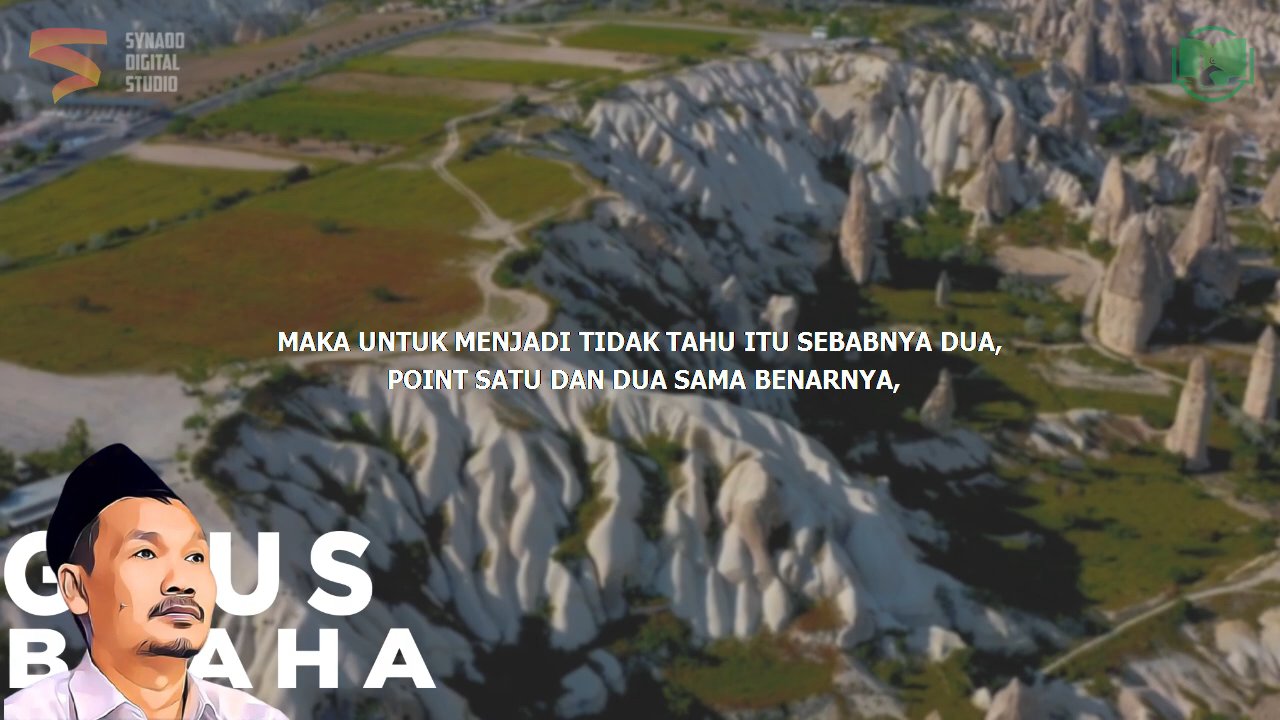 SYNADO
DIGITAL
STUDIO
MAKA UNTUK MENJADI TIDAK TAHU ITU SEBABNYA DUA,
POINT SATU DAN DUA SAMA BENARNYA,
GUS
BAHA